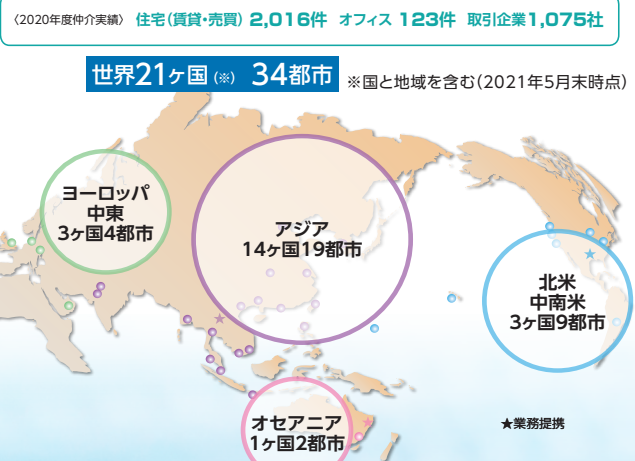 〈2020年度仲介実績〉 住宅（賃貸・売買）2,016件 オフィス 123件 取引企業1,075社
世界21ヶ国（※） 34都市 ※国と地域を含む（2021年5月末時点）
ヨーロッパ
中東
3ヶ国4都市
アジア
14ヶ国19都市
北米
中南米
3ヶ国9都市
オセアニア
1ヶ国2都市
★業務提携